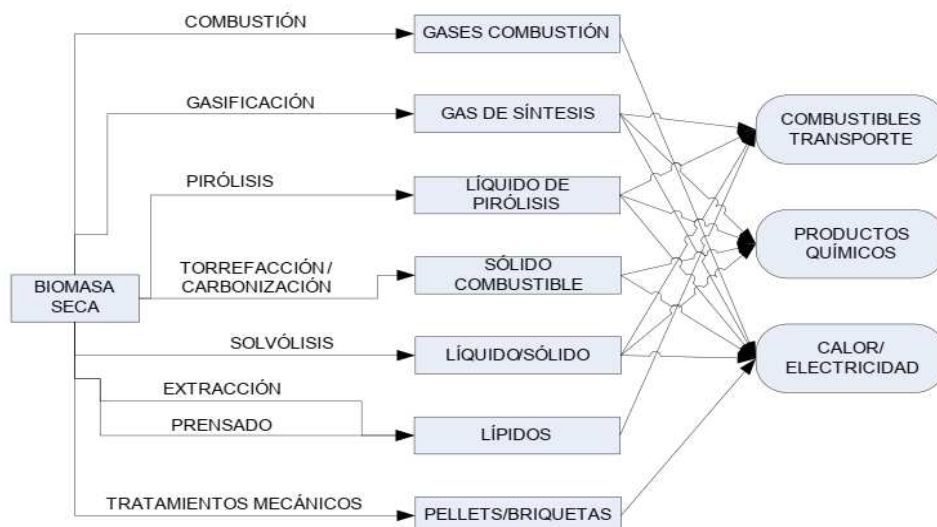 COMBUSTIÓN
GASES COMBUSTIÓN
GASIFICACIÓN
GAS DE SÍNTESIS
COMBUSTIBLES
TRANSPORTE
PIRÓLISIS
LÍQUIDO DE
PIRÓLISIS
PRODUCTOS
QUÍMICOS
BIOMASA
SECA
TORREFACCIÓN /
CARBONIZACIÓN
SÓLIDO
COMBUSTIBLE
SOLVÓLISIS
LÍQUIDO/SÓLIDO
CALOR/
ELECTRICIDAD
EXTRACCIÓN
PRENSADO
LÍPIDOS
TRATAMIENTOS MECÁNICOS
PELLETS/BRIQUETAS